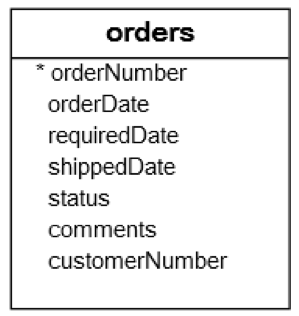 orders
* orderNumber
orderDate
requiredDate
shippedDate
status
comments
customerNumber